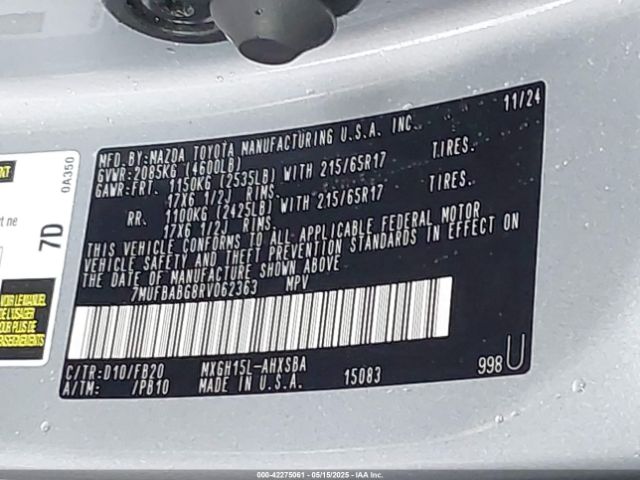 11/24
MFD.BY:MAZDA TOYOTA MANUFACTURING U.S.A. INC.
GVWR:2085KG (4600LB)
GAWR:FRT. 1150KG (2535LB) WITH 215/65R17 TIRES.
17X6 1/2J RIMS.
RR. 1100KG (2425LB) WITH 215/65R17 TIRES.
17X6 1/2J RIMS.
THIS VEHICLE CONFORMS TO ALL APPLICABLE FEDERAL MOTOR
VEHICLE SAFETY AND THEFT PREVENTION STANDARDS IN EFFECT ON
THE DATE OF MANUFACTURE SHOWN ABOVE
7MUFBABG8RV062363 MPV
C/TR:D10/FB20 MXGH15L-AHXSBA
A/TM: /PB10 MADE IN U.S.A. 15083 998U
0A350
7D
NT
t ne
000-42275061 - 05/15/2025 - IAA Inc.